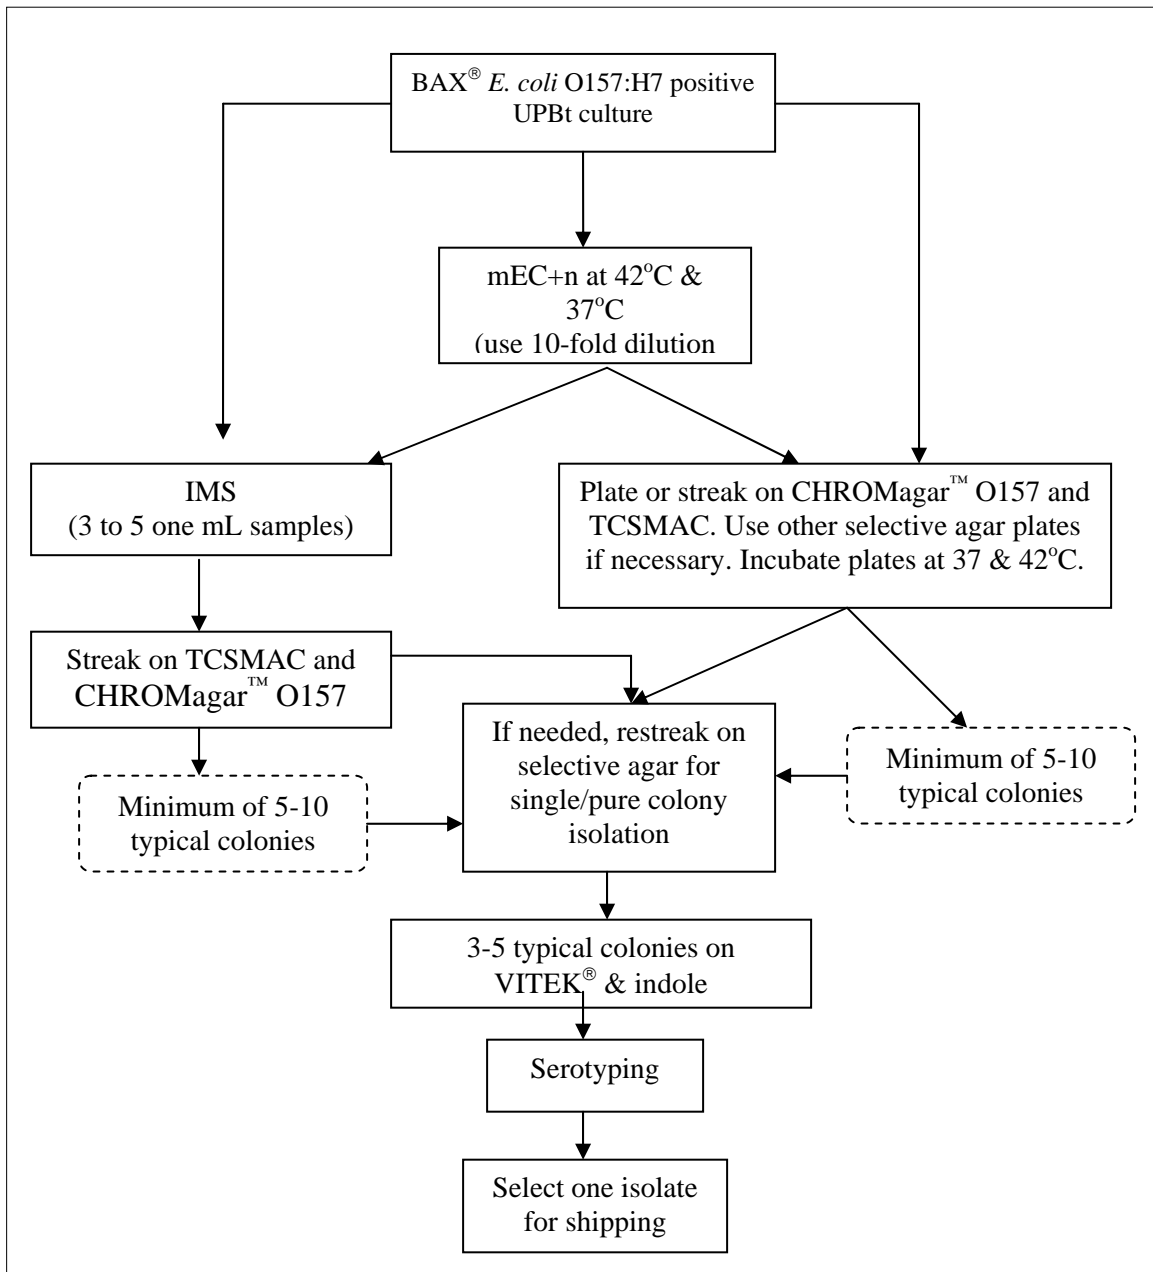 BAX® E. coli O157:H7 positive
UPBt culture
mEC+n at 42°C &
37°C
(use 10-fold dilution
IMS
(3 to 5 one mL samples)
Plate or streak on CHROMagar™ O157 and
TCSMAC. Use other selective agar plates
if necessary. Incubate plates at 37 & 42°C.
Streak on TCSMAC and
CHROMagar™ O157
If needed, restreak on
selective agar for
single/pure colony
isolation
Minimum of 5-10
typical colonies
Minimum of 5-10
typical colonies
3-5 typical colonies on
VITEK® & indole
Serotyping
Select one isolate
for shipping